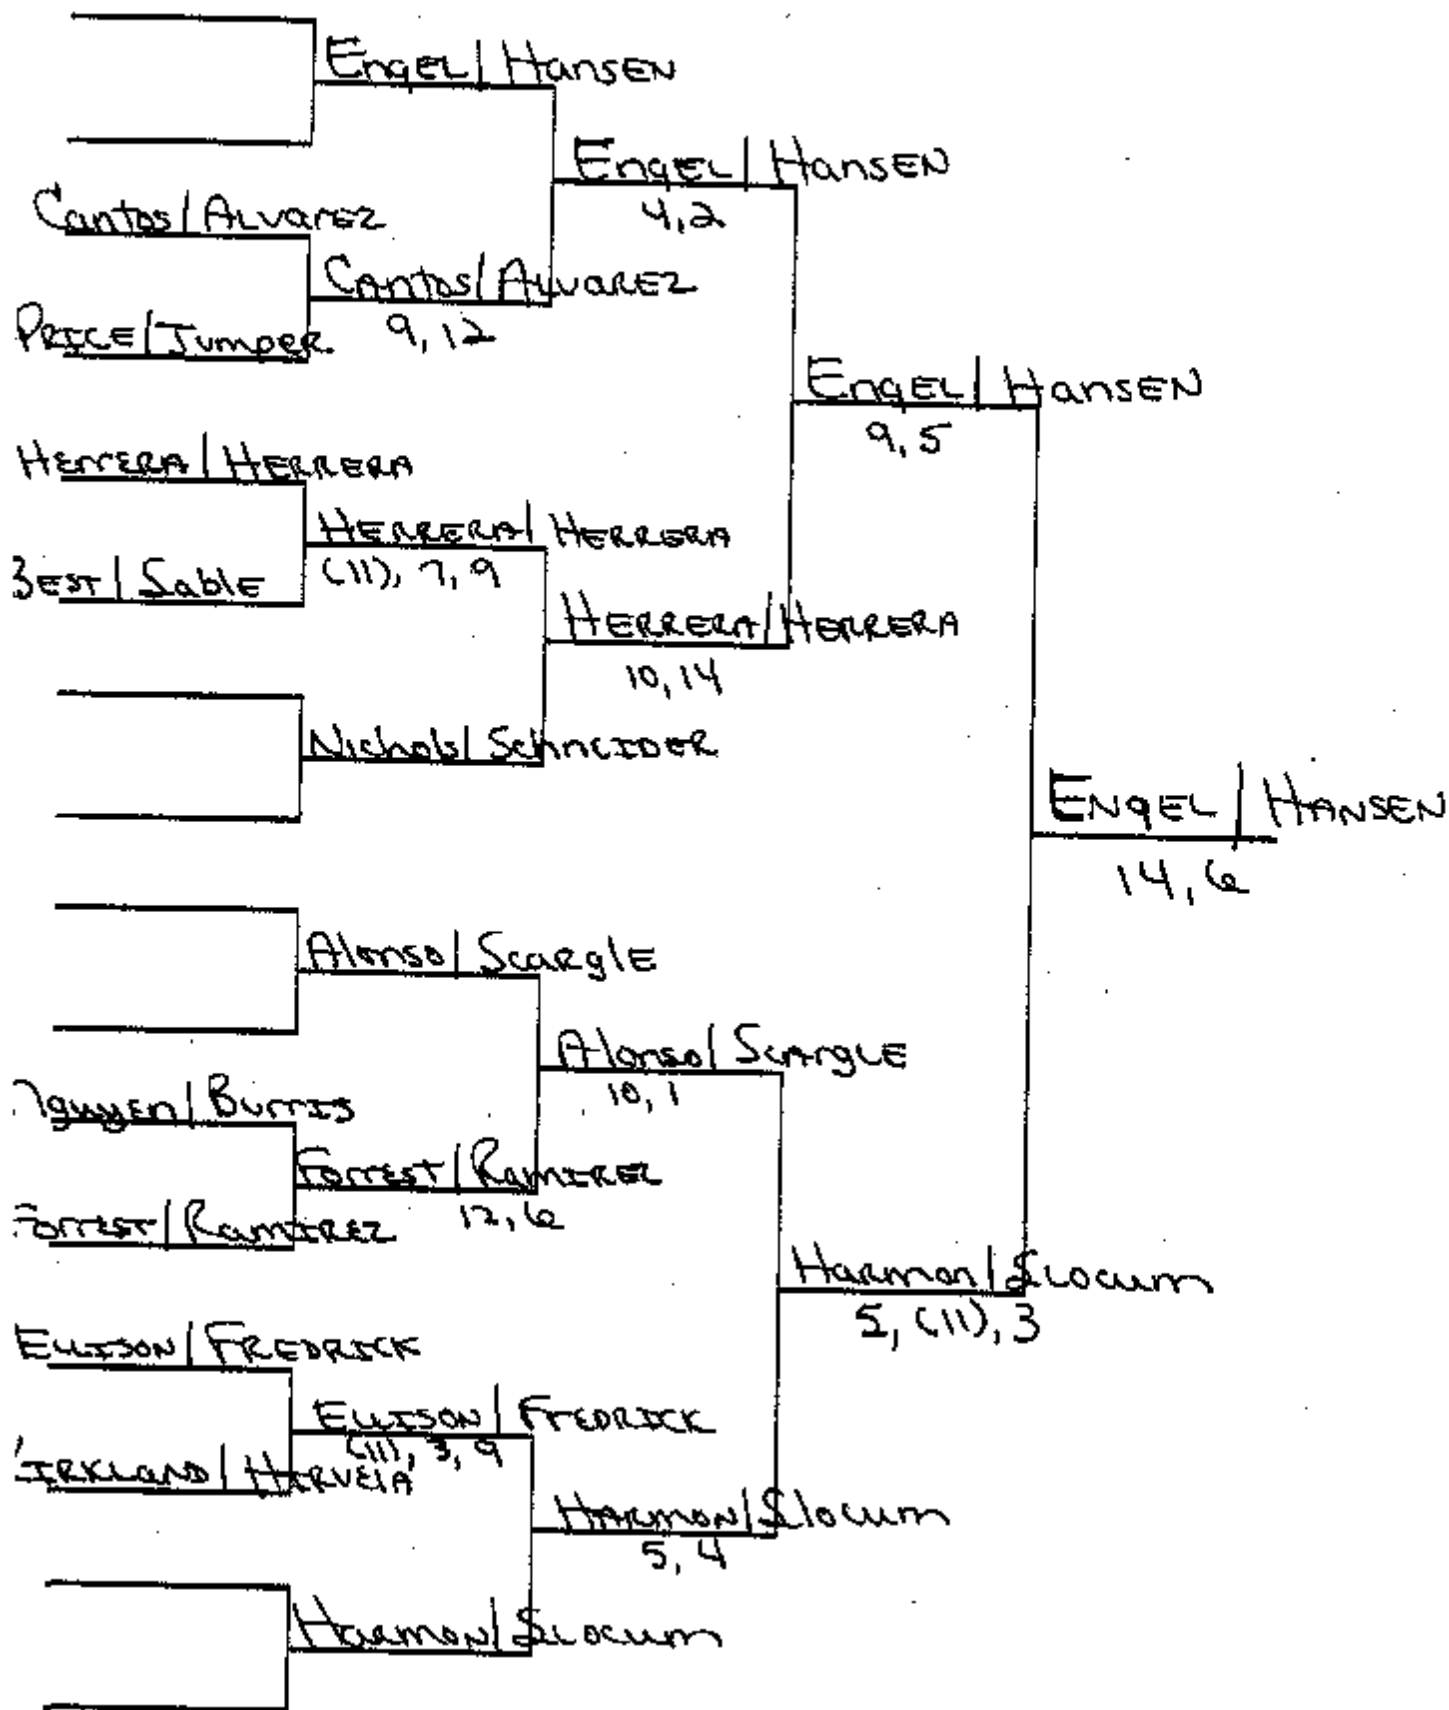 Engel / Hansen
Engel / Hansen
4, 2
Cantos / Alvarez
Cantos / Alvarez
9, 12
Price / Jumper
Engel / Hansen
9, 5
Herrera / Herrera
Herrera / Herrera
(11), 7, 9
Best / Sable
Herrera / Herrera
10, 14
Nichols / Schneider
Engel / Hansen
14, 6
Alonso / Scargle
Alonso / Scargle
10, 1
Nguyen / Burris
Forrest / Ramirez
12, 6
Forrest / Ramirez
Harmon / Slocum
5, (11), 3
Ellison / Fredrick
Ellison / Fredrick
(11), 3, 9
Kirkland /
Harmon / Slocum
5, 4
Harmon / Slocum